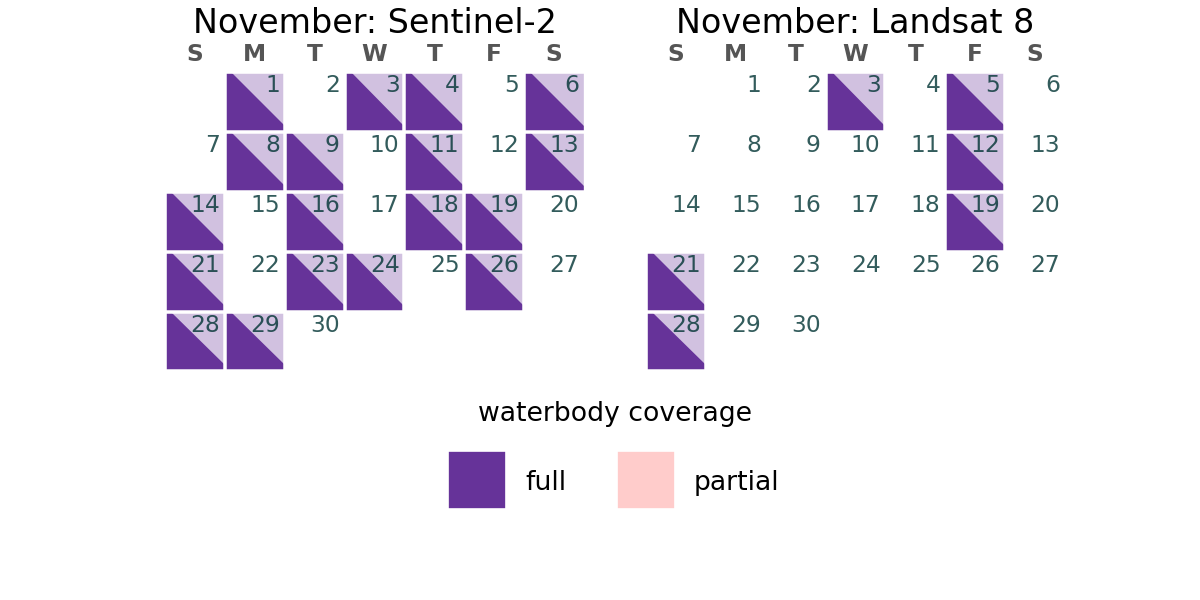 November: Sentinel-2
S M T W T F S
1 2 3 4 5 6
7 8 9 10 11 12 13
14 15 16 17 18 19 20
21 22 23 24 25 26 27
28 29 30
November: Landsat 8
S M T W T F S
1 2 3 4 5 6
7 8 9 10 11 12 13
14 15 16 17 18 19 20
21 22 23 24 25 26 27
28 29 30
waterbody coverage
full partial